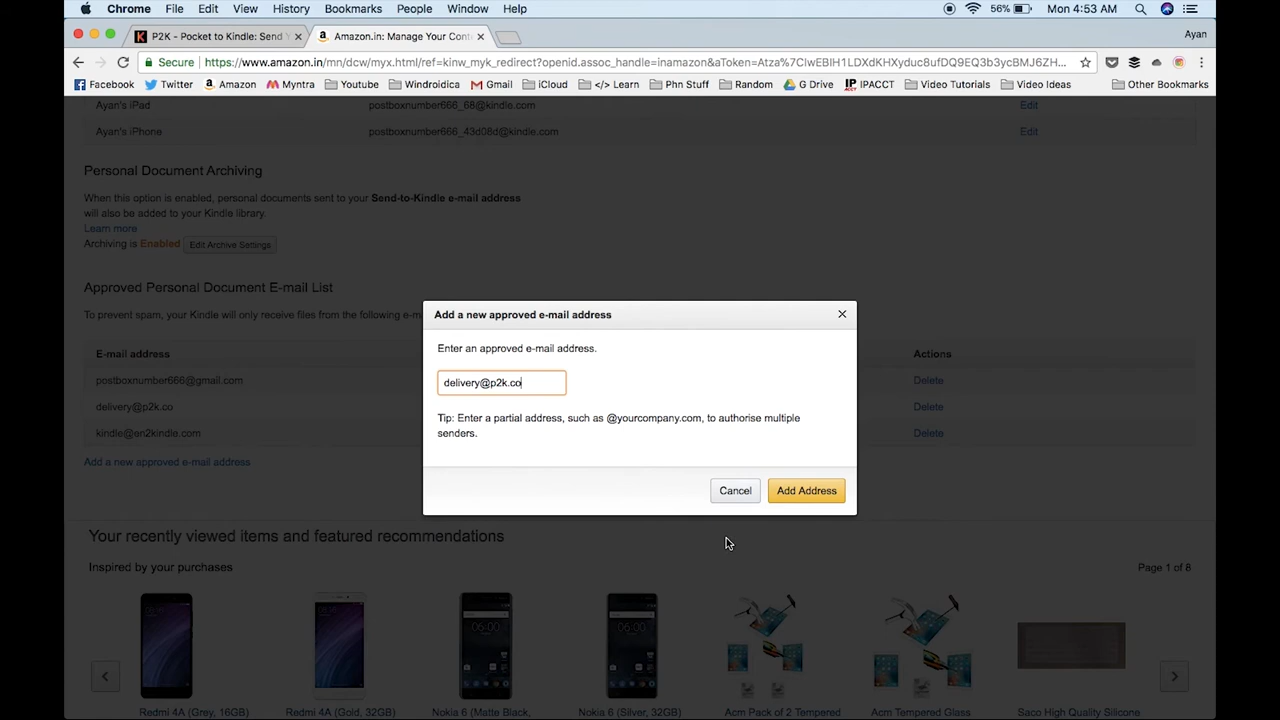 Chrome File Edit View History Bookmarks People Window Help 56% Mon 4:53 AM
P2K - Pocket to Kindle: Send Y × Amazon.in: Manage Your Conte × Ayan
Secure https://www.amazon.in/mn/dcw/myx.html/ref=kinw_myk_redirect?openid.assoc_handle=inamazon&aToken=Atza%7CIwEBIH1LDXdKHXyduc8ufDQ9EQ3b3ycBMJ6ZH...
Facebook Twitter Amazon Myntra Youtube Windroidica Gmail iCloud </> Learn Phn Stuff Random G Drive IPACCT Video Tutorials Video Ideas Other Bookmarks
Ayan's iPad postboxnumber666_68@kindle.com Edit
Ayan's iPhone postboxnumber666_43d08d@kindle.com Edit
Personal Document Archiving
When this option is enabled, personal documents sent to your Send-to-Kindle e-mail address
will also be added to your Kindle library.
Learn more
Archiving is Enabled Edit Archive Settings
Approved Personal Document E-mail List
To prevent spam, your Kindle will only receive files from the following e-m
E-mail address Actions
postboxnumber666@gmail.com Delete
delivery@p2k.co Delete
kindle@en2kindle.com Delete
Add a new approved e-mail address
Add a new approved e-mail address ×
Enter an approved e-mail address.
delivery@p2k.co
Tip: Enter a partial address, such as @yourcompany.com, to authorise multiple
senders.
Cancel Add Address
Your recently viewed items and featured recommendations
Inspired by your purchases Page 1 of 8
06:00 06:00
Redmi 4A (Grey, 16GB) Redmi 4A (Gold, 32GB) Nokia 6 (Matte Black, Nokia 6 (Silver, 32GB) Acm Pack of 2 Tempered Acm Tempered Glass Saco High Quality Silicone